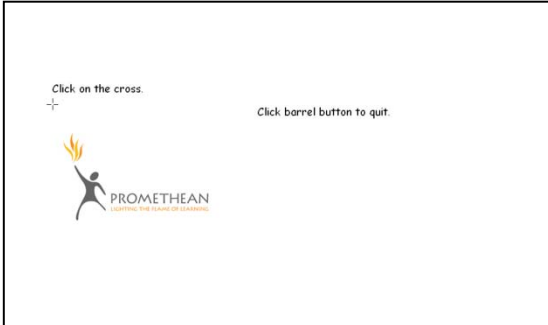 Click on the cross.
Click barrel button to quit.
PROMETHEAN
LIGHTING THE FLAME OF LEARNING